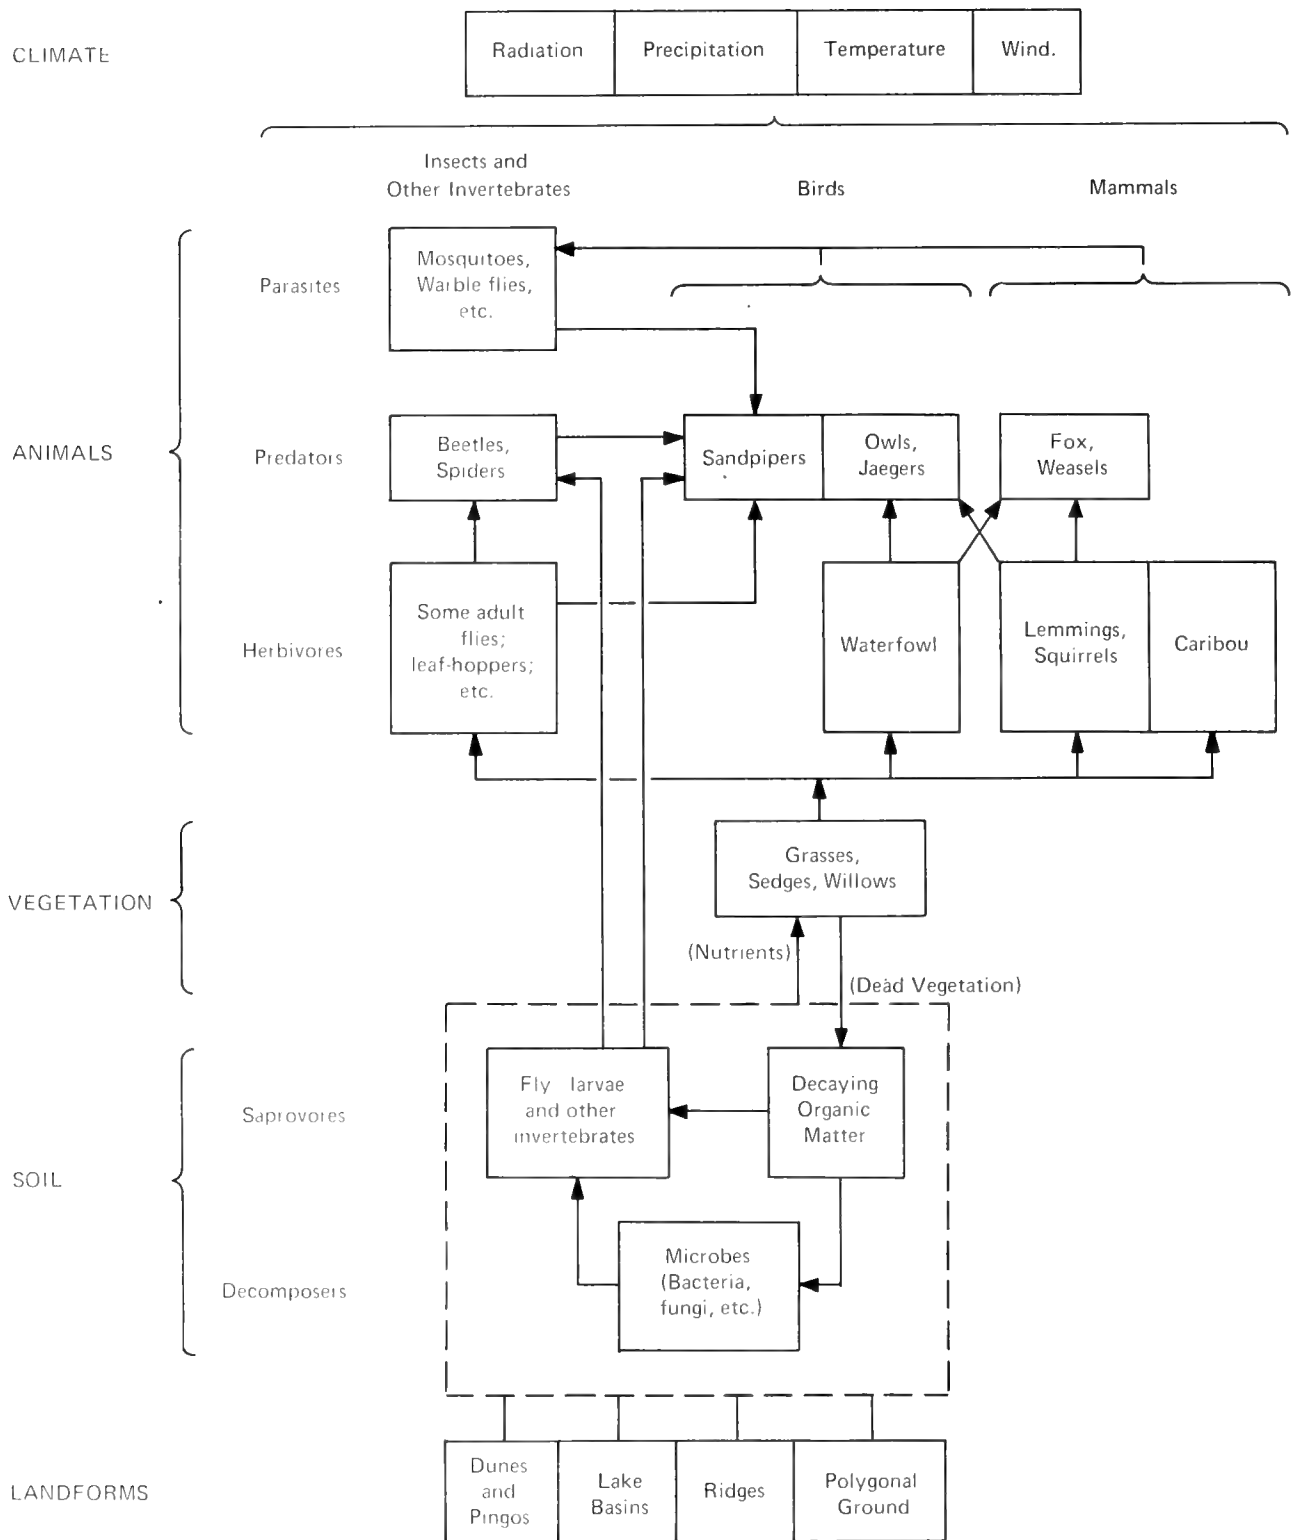 CLIMATE
Radiation
Precipitation
Temperature
Wind.
Insects and
Other Invertebrates
Birds
Mammals
ANIMALS
Parasites
Mosquitoes,
Warble flies,
etc.
Predators
Beetles,
Spiders
Sandpipers
Owls,
Jaegers
Fox,
Weasels
Herbivores
Some adult
flies;
leaf-hoppers;
etc.
Waterfowl
Lemmings,
Squirrels
Caribou
VEGETATION
Grasses,
Sedges, Willows
(Nutrients)
(Dead Vegetation)
SOIL
Saprovores
Fly larvae
and other
invertebrates
Decaying
Organic
Matter
Decomposers
Microbes
(Bacteria,
fungi, etc.)
LANDFORMS
Dunes
and
Pingos
Lake
Basins
Ridges
Polygonal
Ground